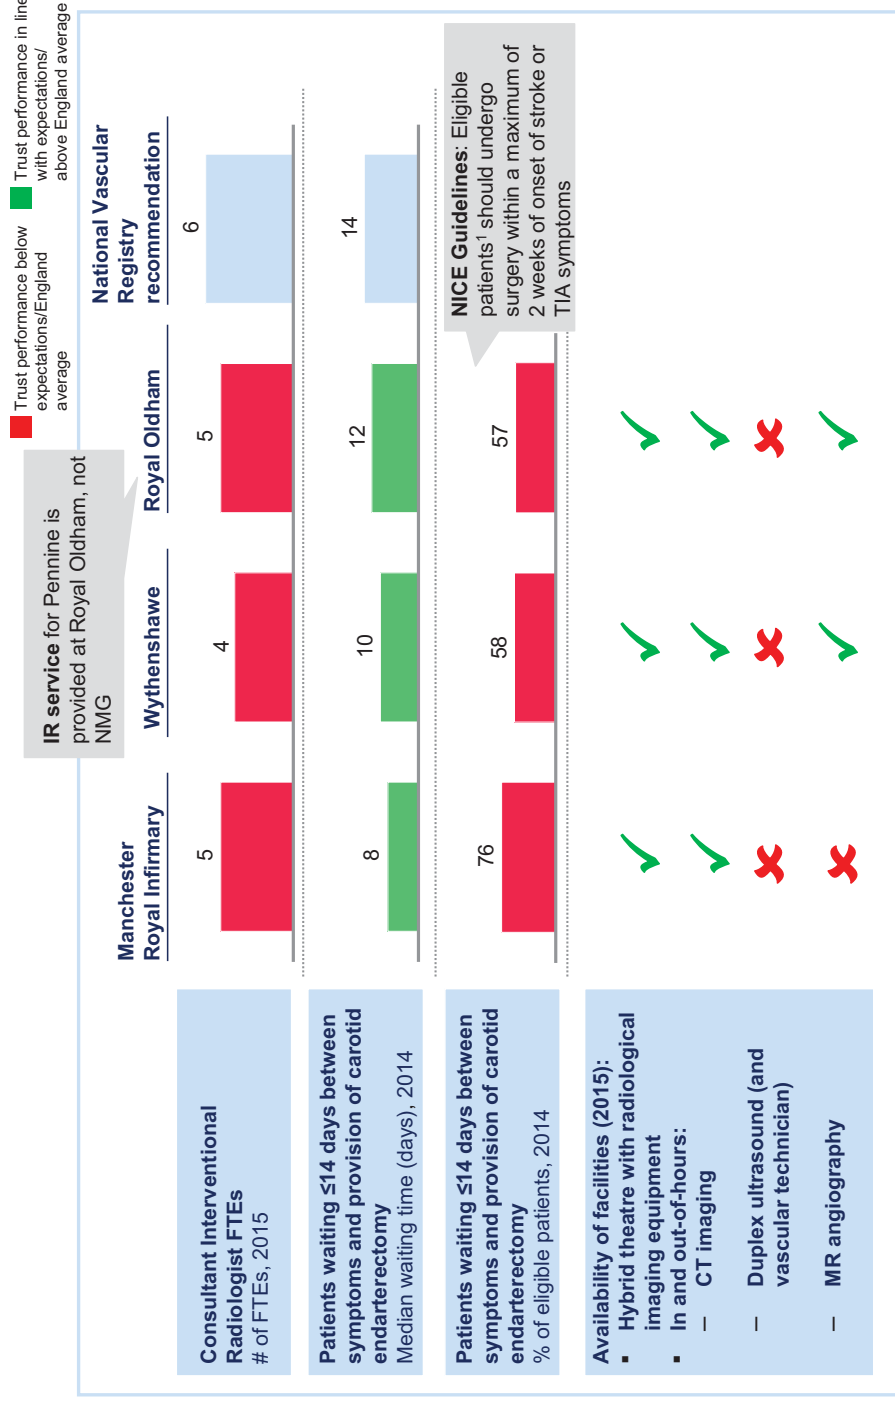 Trust performance below
expectations/England
average
Trust performance in line
with expectations/
above England average
IR service for Pennine is
provided at Royal Oldham, not
NMG
Manchester
Royal Infirmary
Wythenshawe
Royal Oldham
National Vascular
Registry
recommendation
Consultant Interventional
Radiologist FTEs
# of FTEs, 2015
5
4
5
6
Patients waiting ≤14 days between
symptoms and provision of carotid
endarterectomy
Median waiting time (days), 2014
8
10
12
14
Patients waiting ≤14 days between
symptoms and provision of carotid
endarterectomy
% of eligible patients, 2014
76
58
57
NICE Guidelines: Eligible
patients¹ should undergo
surgery within a maximum of
2 weeks of onset of stroke or
TIA symptoms
Availability of facilities (2015):
▪ Hybrid theatre with radiological
imaging equipment
▪ In and out-of-hours:
– CT imaging
– Duplex ultrasound (and
vascular technician)
– MR angiography